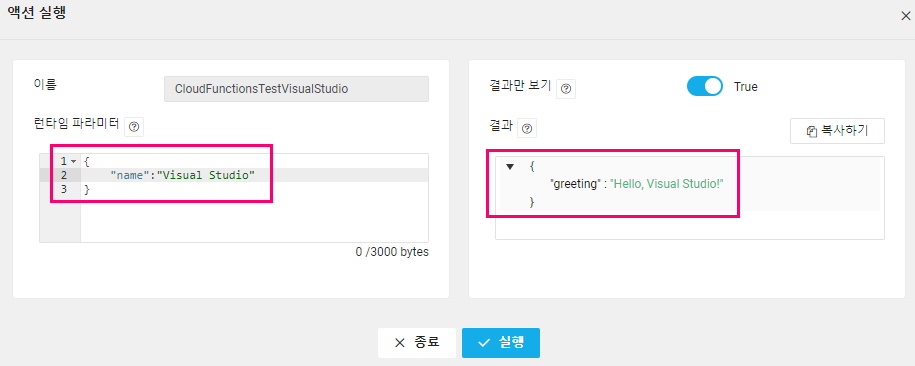 액션 실행
이름
CloudFunctionsTestVisualStudio
런타임 파라미터
1 {
2 "name":"Visual Studio"
3 }
0 /3000 bytes
결과만 보기
True
결과
복사하기
{
"greeting" : "Hello, Visual Studio!"
}
종료
실행